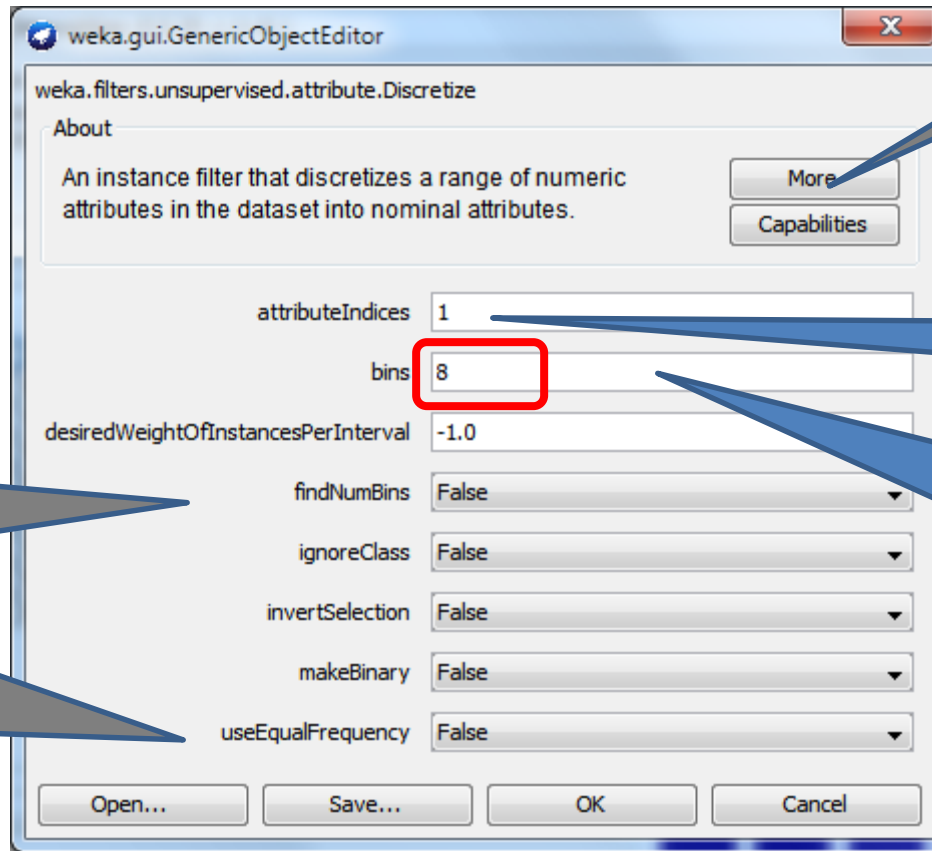 weka.gui.GenericObjectEditor
weka.filters.unsupervised.attribute.Discretize
About
An instance filter that discretizes a range of numeric
attributes in the dataset into nominal attributes.
More
Capabilities
attributeIndices 1
bins 8
desiredWeightOfInstancesPerInterval -1.0
findNumBins False
ignoreClass False
invertSelection False
makeBinary False
useEqualFrequency False
Open... Save... OK Cancel